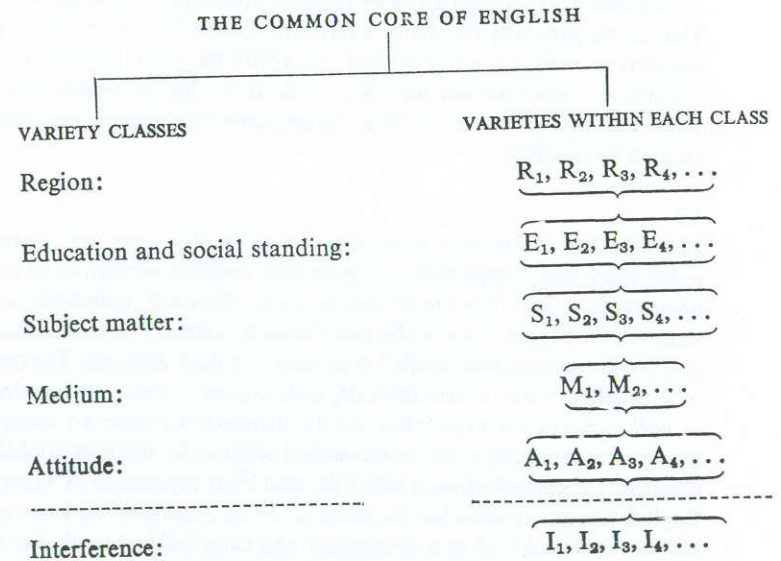 THE COMMON CORE OF ENGLISH
VARIETY CLASSES VARIETIES WITHIN EACH CLASS
Region: R₁, R₂, R₃, R₄, . . .
Education and social standing: E₁, E₂, E₃, E₄, . . .
Subject matter: S₁, S₂, S₃, S₄, . . .
Medium: M₁, M₂, . . .
Attitude: A₁, A₂, A₃, A₄, . . .
Interference: I₁, I₂, I₃, I₄, . . .